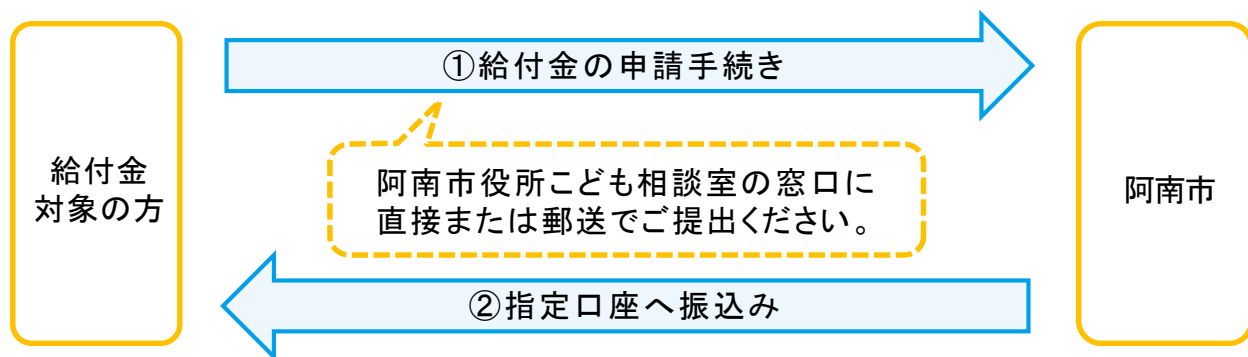 ①給付金の申請手続き
給付金
対象の方
阿南市役所こども相談室の窓口に
直接または郵送でご提出ください。
阿南市
②指定口座へ振込み